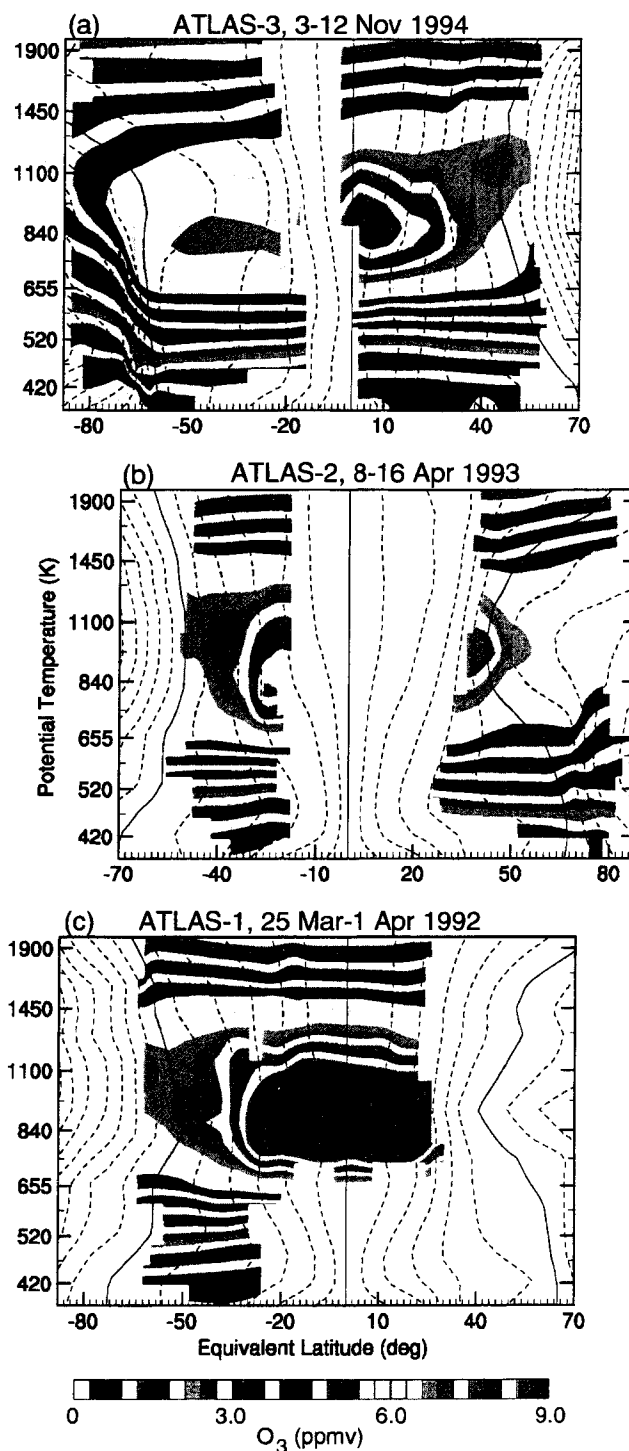 (a) ATLAS-3, 3-12 Nov 1994
1900
1450
1100
840
655
520
420
-80 -50 -20 10 40 70
(b) ATLAS-2, 8-16 Apr 1993
Potential Temperature (K)
1900
1450
1100
840
655
520
420
-70 -40 -10 20 50 80
(c) ATLAS-1, 25 Mar-1 Apr 1992
1900
1450
1100
840
655
520
420
-80 -50 -20 10 40 70
Equivalent Latitude (deg)
0 3.0 6.0 9.0
O3 (ppmv)